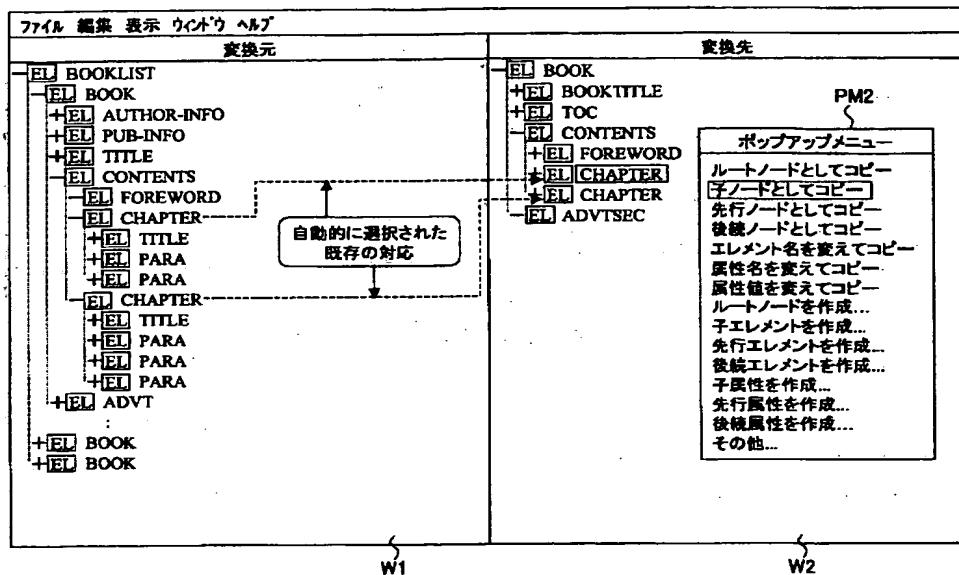 ファイル 編集 表示 ウィンドウ ヘルプ
変換元
EL BOOKLIST
EL BOOK
EL AUTHOR-INFO
EL PUB-INFO
EL TITLE
EL CONTENTS
EL FOREWORD
EL CHAPTER
EL TITLE
EL PARA
EL PARA
EL CHAPTER
EL TITLE
EL PARA
EL PARA
EL PARA
EL ADVT
:
EL BOOK
EL BOOK
自動的に選択された
既存の対応
W1
変換先
EL BOOK
EL BOOKTITLE
EL TOC
EL CONTENTS
EL FOREWORD
EL CHAPTER
EL CHAPTER
EL ADVTSEC
PM2
ポップアップメニュー
ルートノードとしてコピー
子ノードとしてコピー
先行ノードとしてコピー
後続ノードとしてコピー
エレメント名を変えてコピー
属性名を変えてコピー
属性値を変えてコピー
ルートノードを作成...
子エレメントを作成...
先行エレメントを作成...
後続エレメントを作成...
子属性を作成...
先行属性を作成...
後続属性を作成...
その他...
W2